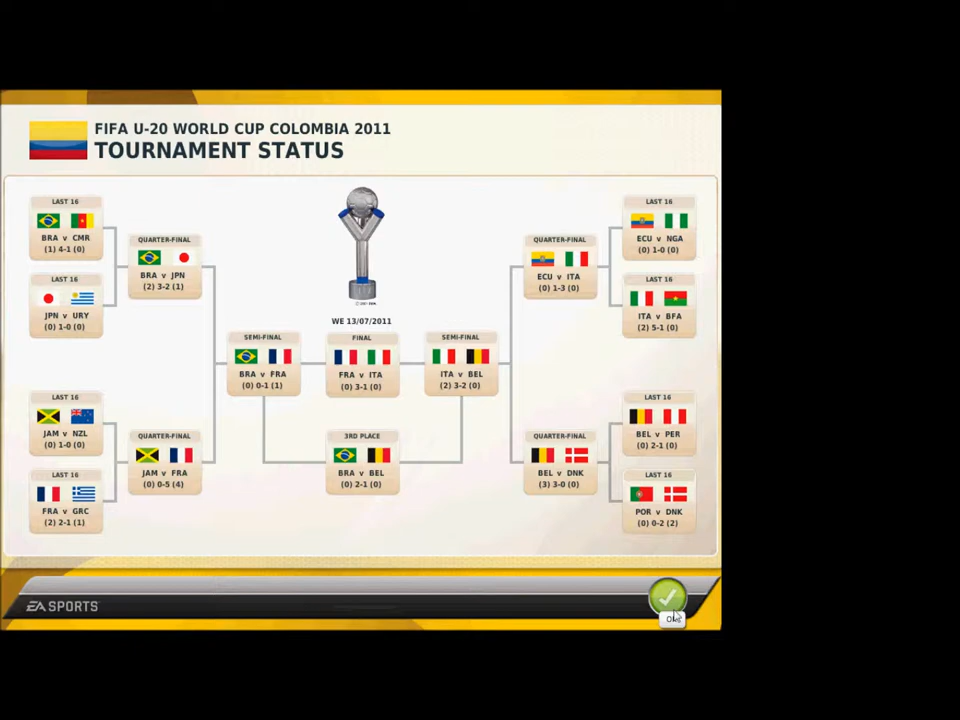 FIFA U-20 WORLD CUP COLOMBIA 2011
TOURNAMENT STATUS
LAST 16
BRA v CMR
(1) 4-1 (0)
LAST 16
JPN v URY
(0) 1-0 (0)
LAST 16
JAM v NZL
(0) 1-0 (0)
LAST 16
FRA v GRC
(2) 2-1 (1)
QUARTER-FINAL
BRA v JPN
(2) 3-2 (1)
QUARTER-FINAL
JAM v FRA
(0) 0-5 (4)
SEMI-FINAL
BRA v FRA
(0) 0-1 (1)
WE 13/07/2011
FINAL
FRA v ITA
(0) 3-1 (0)
3RD PLACE
BRA v BEL
(0) 2-1 (0)
SEMI-FINAL
ITA v BEL
(2) 3-2 (0)
QUARTER-FINAL
ECU v ITA
(0) 1-3 (0)
QUARTER-FINAL
BEL v DNK
(3) 3-0 (0)
LAST 16
ECU v NGA
(0) 1-0 (0)
LAST 16
ITA v BFA
(2) 5-1 (0)
LAST 16
BEL v PER
(0) 2-1 (0)
LAST 16
POR v DNK
(0) 0-2 (2)
EA SPORTS